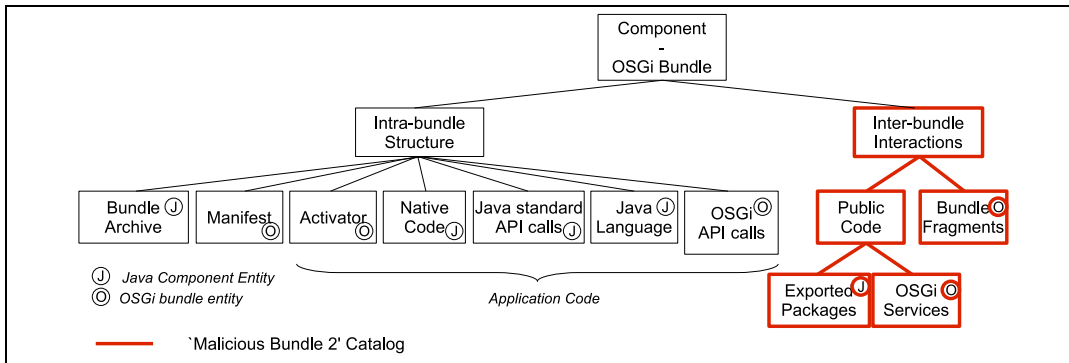 Component
-
OSGi Bundle
Intra-bundle
Structure
Inter-bundle
Interactions
Bundle J
Archive
Manifest
O
Activator
O
Native
Code J
Java standard
API calls J
Java J
Language
OSGi O
API calls
Public
Code
Bundle O
Fragments
J Java Component Entity
O OSGi bundle entity
Application Code
Exported J
Packages
OSGi O
Services
`Malicious Bundle 2' Catalog